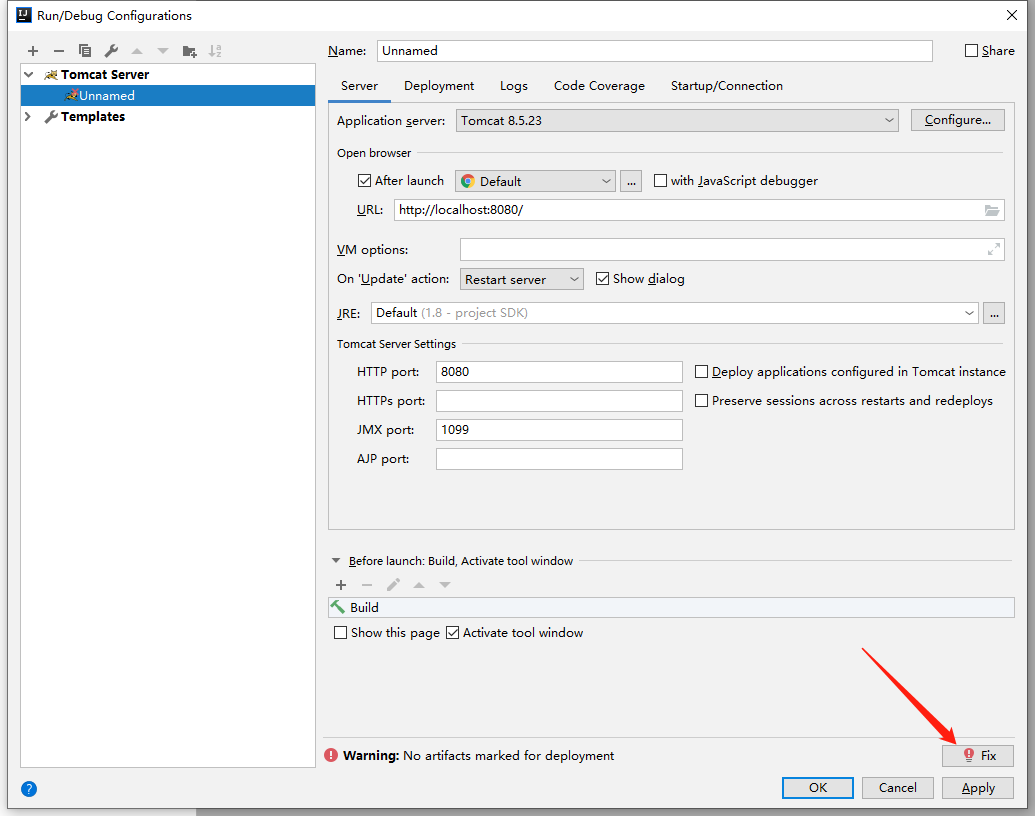 Run/Debug Configurations
Name: Unnamed Share
Tomcat Server
Unnamed
Templates
Server Deployment Logs Code Coverage Startup/Connection
Application server: Tomcat 8.5.23 Configure...
Open browser
After launch Default ... with JavaScript debugger
URL: http://localhost:8080/
VM options:
On 'Update' action: Restart server Show dialog
JRE: Default (1.8 - project SDK) ...
Tomcat Server Settings
HTTP port: 8080 Deploy applications configured in Tomcat instance
HTTPs port: Preserve sessions across restarts and redeploys
JMX port: 1099
AJP port:
Before launch: Build, Activate tool window
Build
Show this page Activate tool window
Warning: No artifacts marked for deployment Fix
? OK Cancel Apply